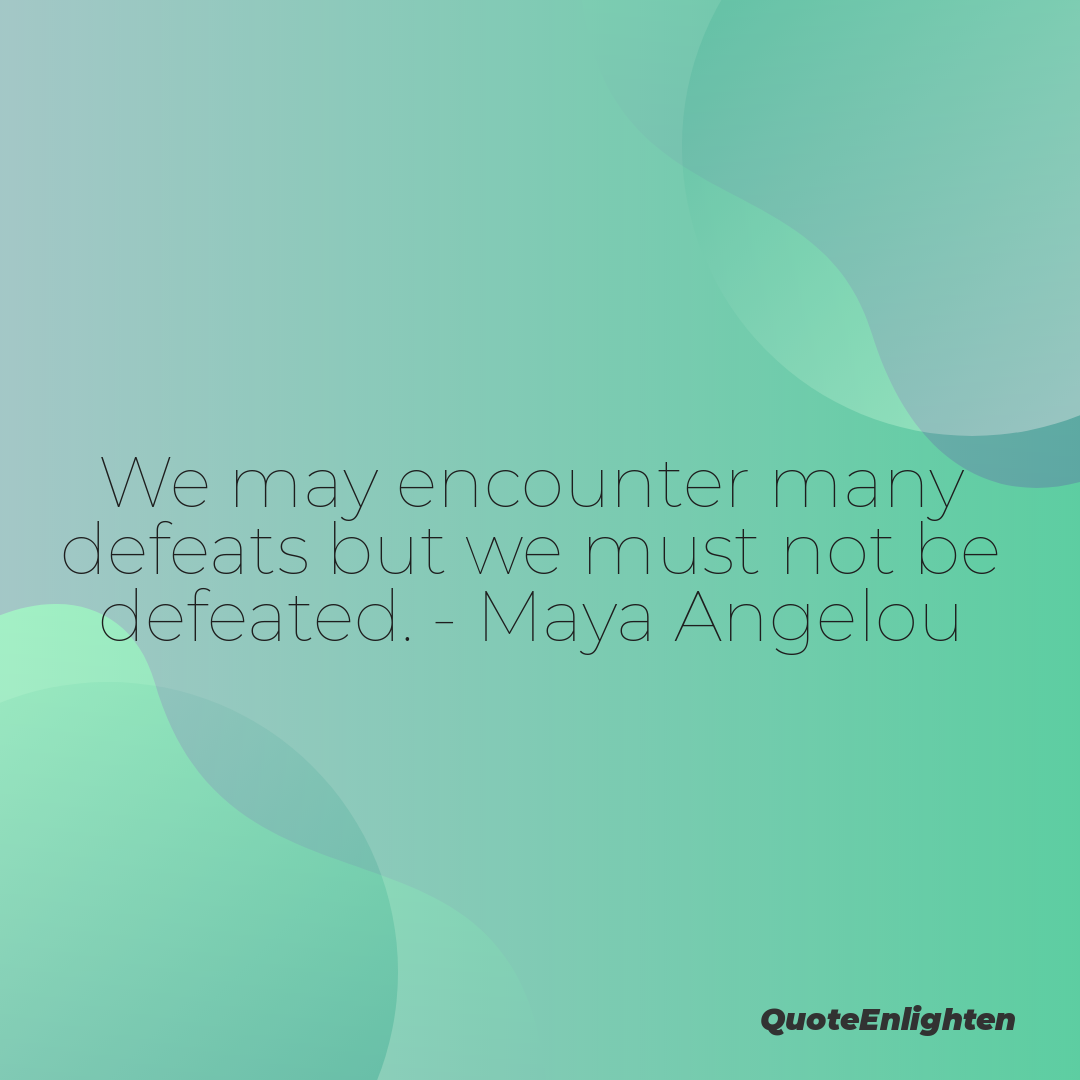 We may encounter many
defeats but we must not be
defeated. - Maya Angelou
QuoteEnlighten